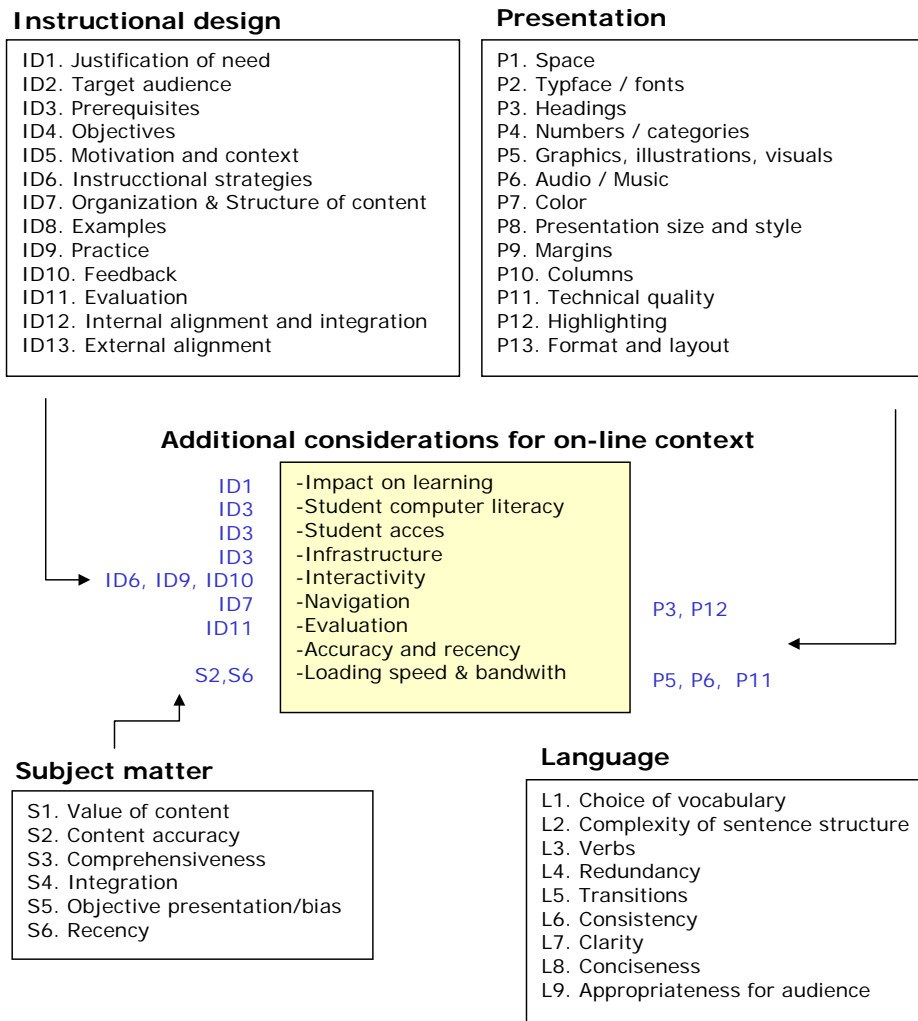 Instructional design
ID1. Justification of need
ID2. Target audience
ID3. Prerequisites
ID4. Objectives
ID5. Motivation and context
ID6. Instrucctional strategies
ID7. Organization & Structure of content
ID8. Examples
ID9. Practice
ID10. Feedback
ID11. Evaluation
ID12. Internal alignment and integration
ID13. External alignment
Presentation
P1. Space
P2. Typface / fonts
P3. Headings
P4. Numbers / categories
P5. Graphics, illustrations, visuals
P6. Audio / Music
P7. Color
P8. Presentation size and style
P9. Margins
P10. Columns
P11. Technical quality
P12. Highlighting
P13. Format and layout
Additional considerations for on-line context
ID1 -Impact on learning
ID3 -Student computer literacy
ID3 -Student acces
ID3 -Infrastructure
ID6, ID9, ID10 -Interactivity
ID7 -Navigation P3, P12
ID11 -Evaluation
-Accuracy and recency
S2,S6 -Loading speed & bandwith P5, P6, P11
Subject matter
S1. Value of content
S2. Content accuracy
S3. Comprehensiveness
S4. Integration
S5. Objective presentation/bias
S6. Recency
Language
L1. Choice of vocabulary
L2. Complexity of sentence structure
L3. Verbs
L4. Redundancy
L5. Transitions
L6. Consistency
L7. Clarity
L8. Conciseness
L9. Appropriateness for audience